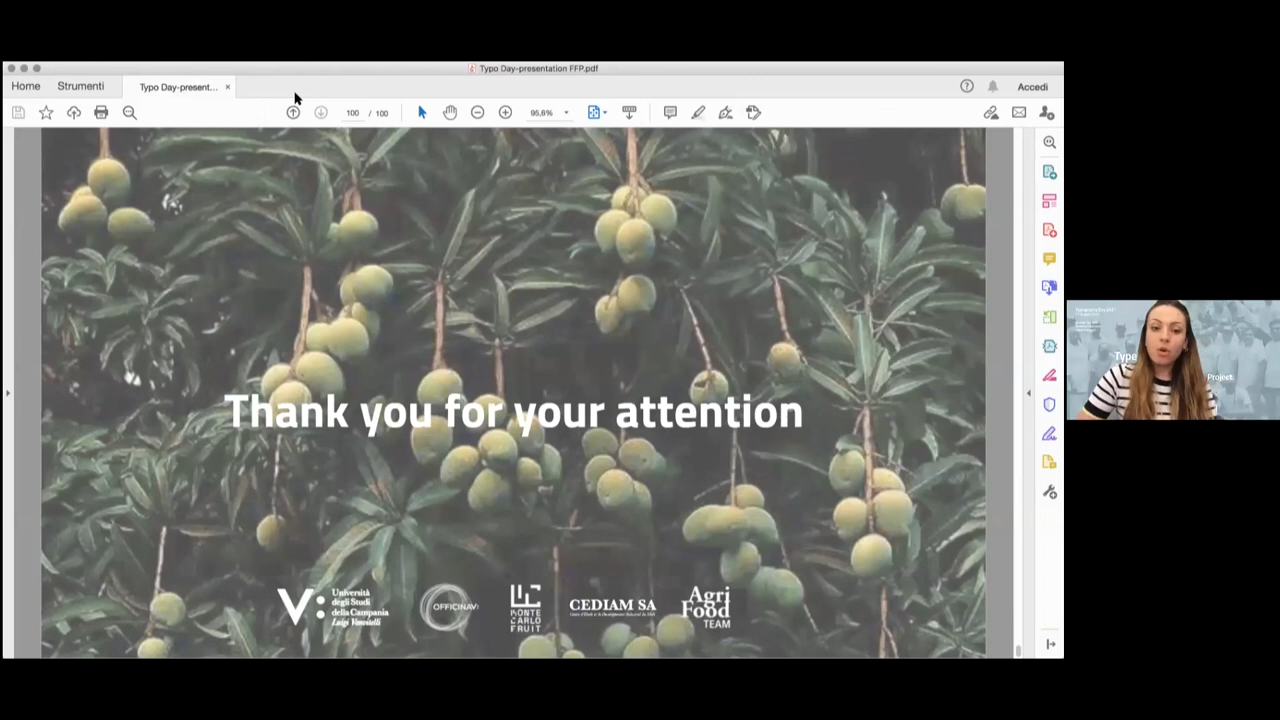 Typo Day-presentation FFP.pdf
Home
Strumenti
Typo Day-present... ×
Accedi
100 / 100
95,6%
Thank you for your attention
Type
Project
V:
Università
degli Studi
della Campania
Luigi Vanvitelli
OFFICINAVI
MONTE
CARLO
FRUIT
CEDIAM SA
Agri
Food
TEAM